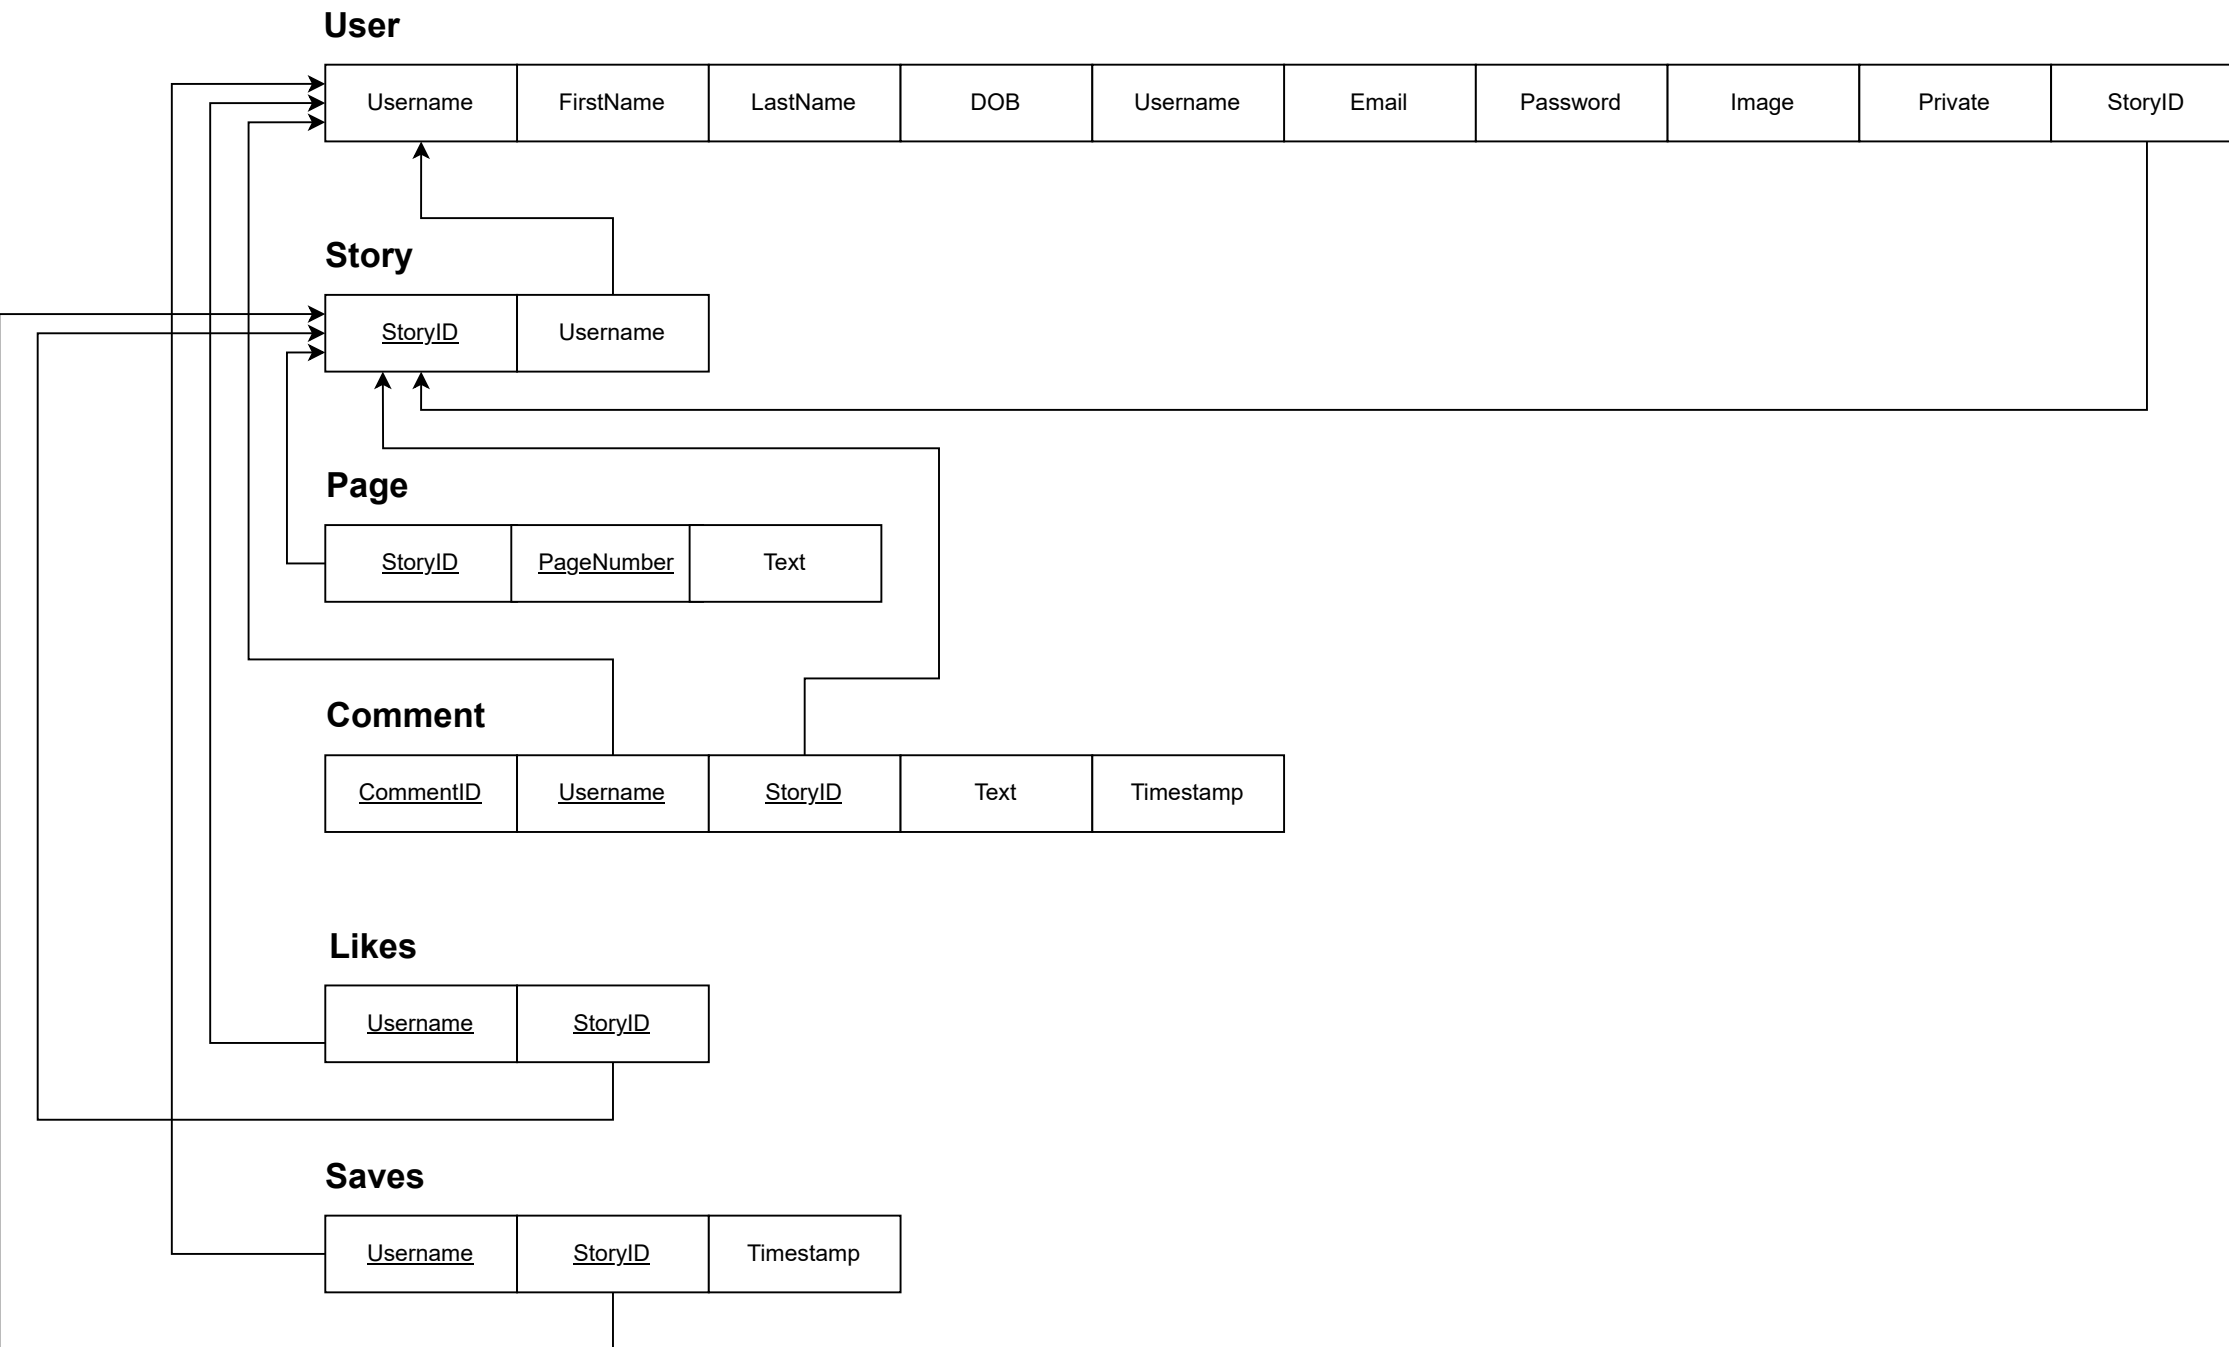 User
Username FirstName LastName DOB Username Email Password Image Private StoryID
Story
StoryID Username
Page
StoryID PageNumber Text
Comment
CommentID Username StoryID Text Timestamp
Likes
Username StoryID
Saves
Username StoryID Timestamp